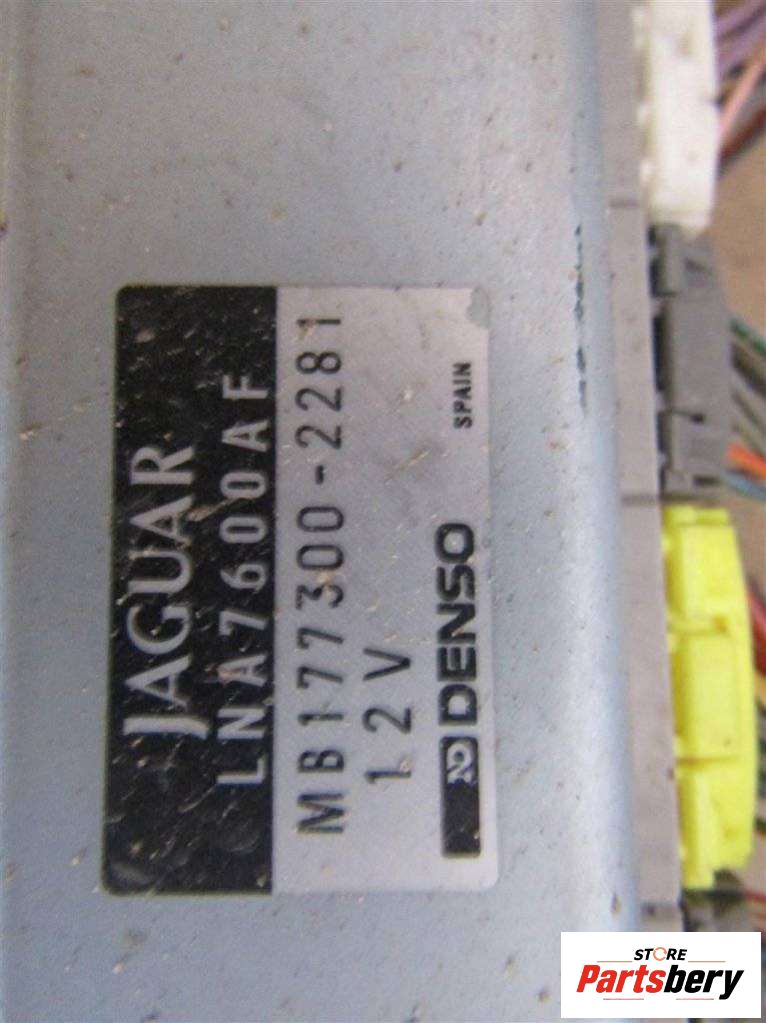 JAGUAR
LNA7600AF
MB177300-2281
12V
DENSO
SPAIN
STORE
Partsbery